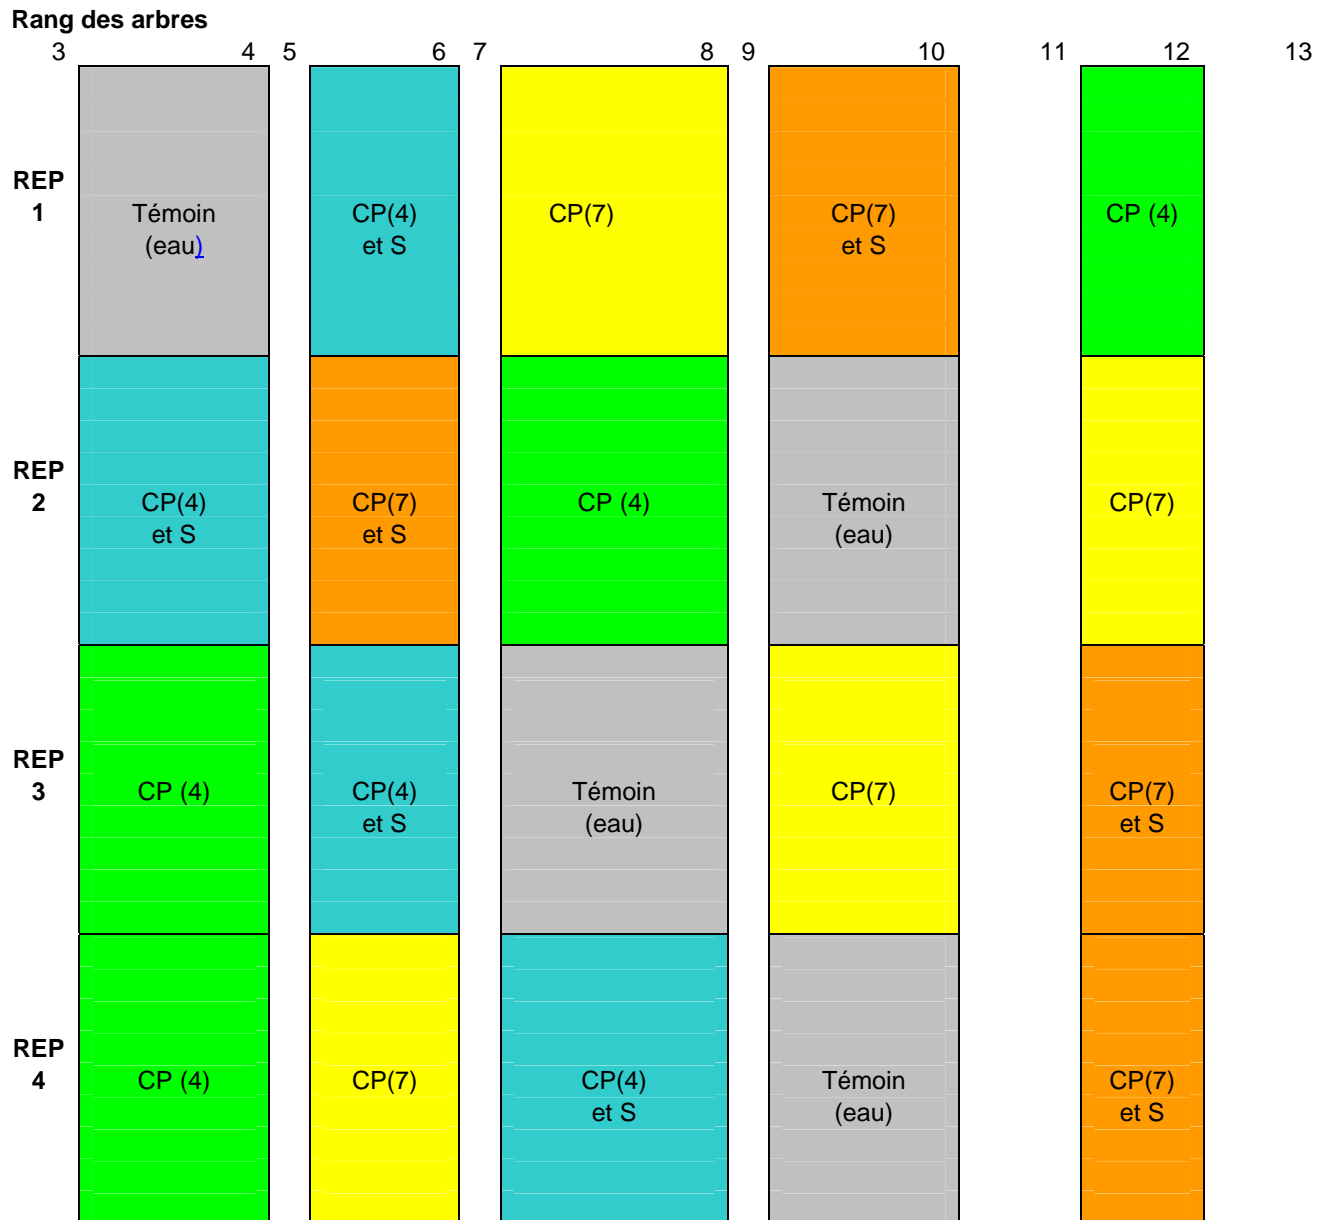 Rang des arbres
3 4 5 6 7 8 9 10 11 12 13
REP
1
Témoin
(eau)
CP(4)
et S
CP(7)
CP(7)
et S
CP (4)
REP
2
CP(4)
et S
CP(7)
et S
CP (4)
Témoin
(eau)
CP(7)
REP
3
CP (4)
CP(4)
et S
Témoin
(eau)
CP(7)
CP(7)
et S
REP
4
CP (4)
CP(7)
CP(4)
et S
Témoin
(eau)
CP(7)
et S